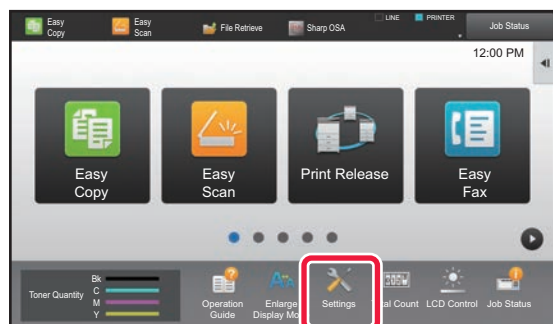 Easy
Copy
Easy
Scan
File Retrieve
Sharp OSA
LINE
PRINTER
Job Status
12:00 PM
Easy
Copy
Easy
Scan
Print Release
Easy
Fax
Toner Quantity
Bk
C
M
Y
Operation
Guide
Enlarge
Display Mo
Settings
tal Count
LCD Control
Job Status